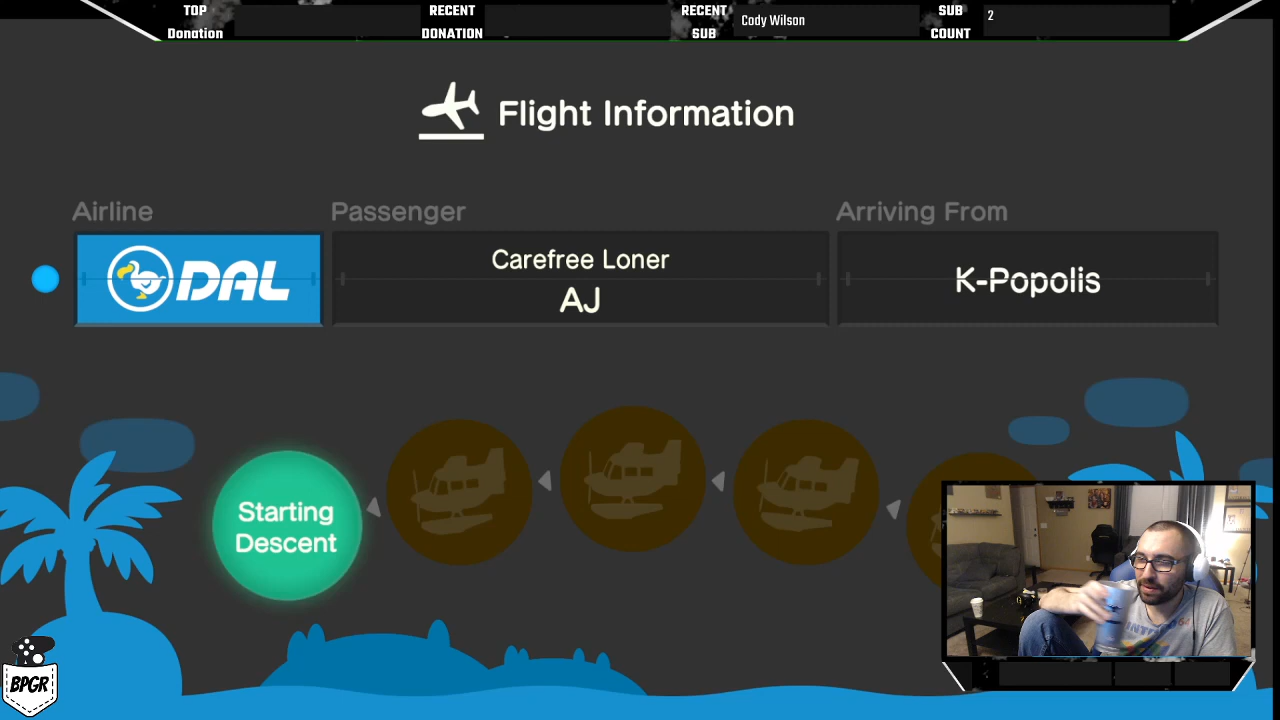 TOP
Donation
RECENT
DONATION
RECENT
SUB
Cody Wilson
SUB
COUNT
2
Flight Information
Airline
Passenger
Arriving From
DAL
Carefree Loner
AJ
K-Popolis
Starting
Descent
BPGR